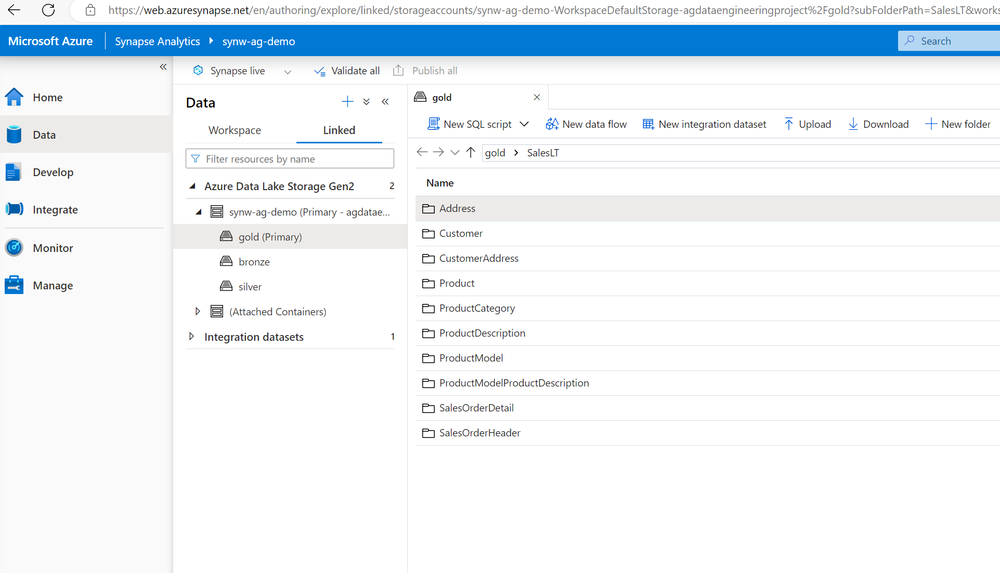 https://web.azuresynapse.net/en/authoring/explore/linked/storageaccounts/synw-ag-demo-WorkspaceDefaultStorage-agdataengineeringproject%2Fgold?subFolderPath=SalesLT&works
Microsoft Azure Synapse Analytics synw-ag-demo Search
Synapse live Validate all Publish all
Home
Data
Develop
Integrate
Monitor
Manage
Data
Workspace Linked
Filter resources by name
Azure Data Lake Storage Gen2 2
synw-ag-demo (Primary - agdatae...
gold (Primary)
bronze
silver
(Attached Containers)
Integration datasets 1
gold
New SQL script New data flow New integration dataset Upload Download New folder
gold SalesLT
Name
Address
Customer
CustomerAddress
Product
ProductCategory
ProductDescription
ProductModel
ProductModelProductDescription
SalesOrderDetail
SalesOrderHeader